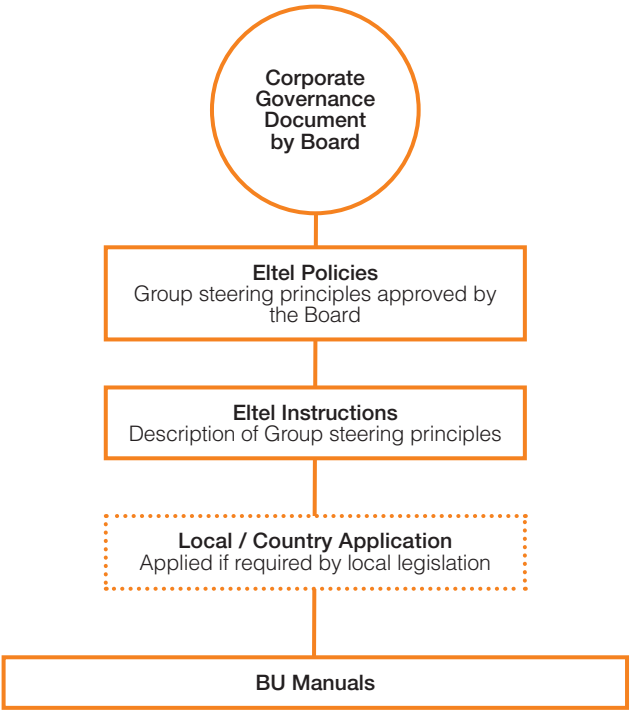 Corporate
Governance
Document
by Board
Eltel Policies
Group steering principles approved by
the Board
Eltel Instructions
Description of Group steering principles
Local / Country Application
Applied if required by local legislation
BU Manuals